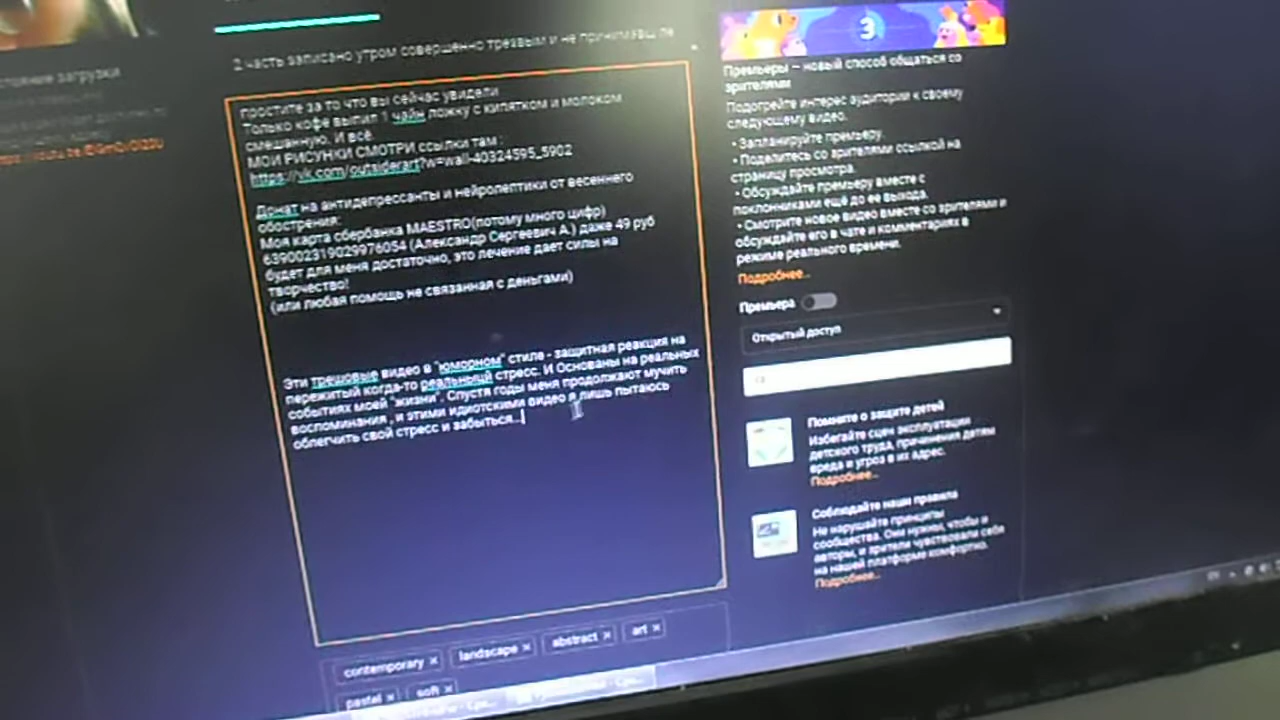 2 часть записано утром совершенно трезвым и не
простите за то что вы сейчас увидели
Только кофе выпил 1 чайн ложку с кипятком и молоком
смешанную. И всё.
МОИ РИСУНКИ СМОТРИ ссылки там :
https://vk.com/outsiderart?w=wall-40324595_5902
Донат на антидепрессанты и нейролептики от весеннего
обострения:
Моя карта сбербанка MAESTRO(потому много цифр)
639002319029976054 (Александр Сергеевич А.) даже 49 руб
будет для меня достаточно, это лечение дает силы на
творчество!
(или любая помощь не связанная с деньгами)
Эти трешовые видео в "юморном" стиле - защитная реакция на
пережитый когда-то реальныий стресс. И Основаны на реальных
событиях моей "жизни". Спустя годы меня продолжают мучить
воспоминания , и этими идиотскими видео я лишь пытаюсь
облегчить свой стресс и забыться...
contemporary ×
landscape ×
abstract ×
art ×
pastel ×
soft ×
3
Премьеры – новый способ общаться со
зрителями
Подогрейте интерес аудитории к своему
следующему видео.
• Запланируйте премьеру.
• Поделитесь со зрителями ссылкой на
страницу просмотра.
• Обсуждайте премьеру вместе с
поклонниками ещё до ее выхода.
• Смотрите новое видео вместе со зрителями и
обсуждайте его в чате и комментариях в
режиме реального времени.
Подробнее...
Премьера
Открытый доступ
Помните о защите детей
Избегайте сцен эксплуатации
детского труда, причинения детям
вреда и угроз в их адрес.
Подробнее...
Соблюдайте наши правила
Не нарушайте принципы
сообщества. Они нужны, чтобы и
авторы, и зрители чувствовали себя
на нашей платформе комфортно.
Подробнее...